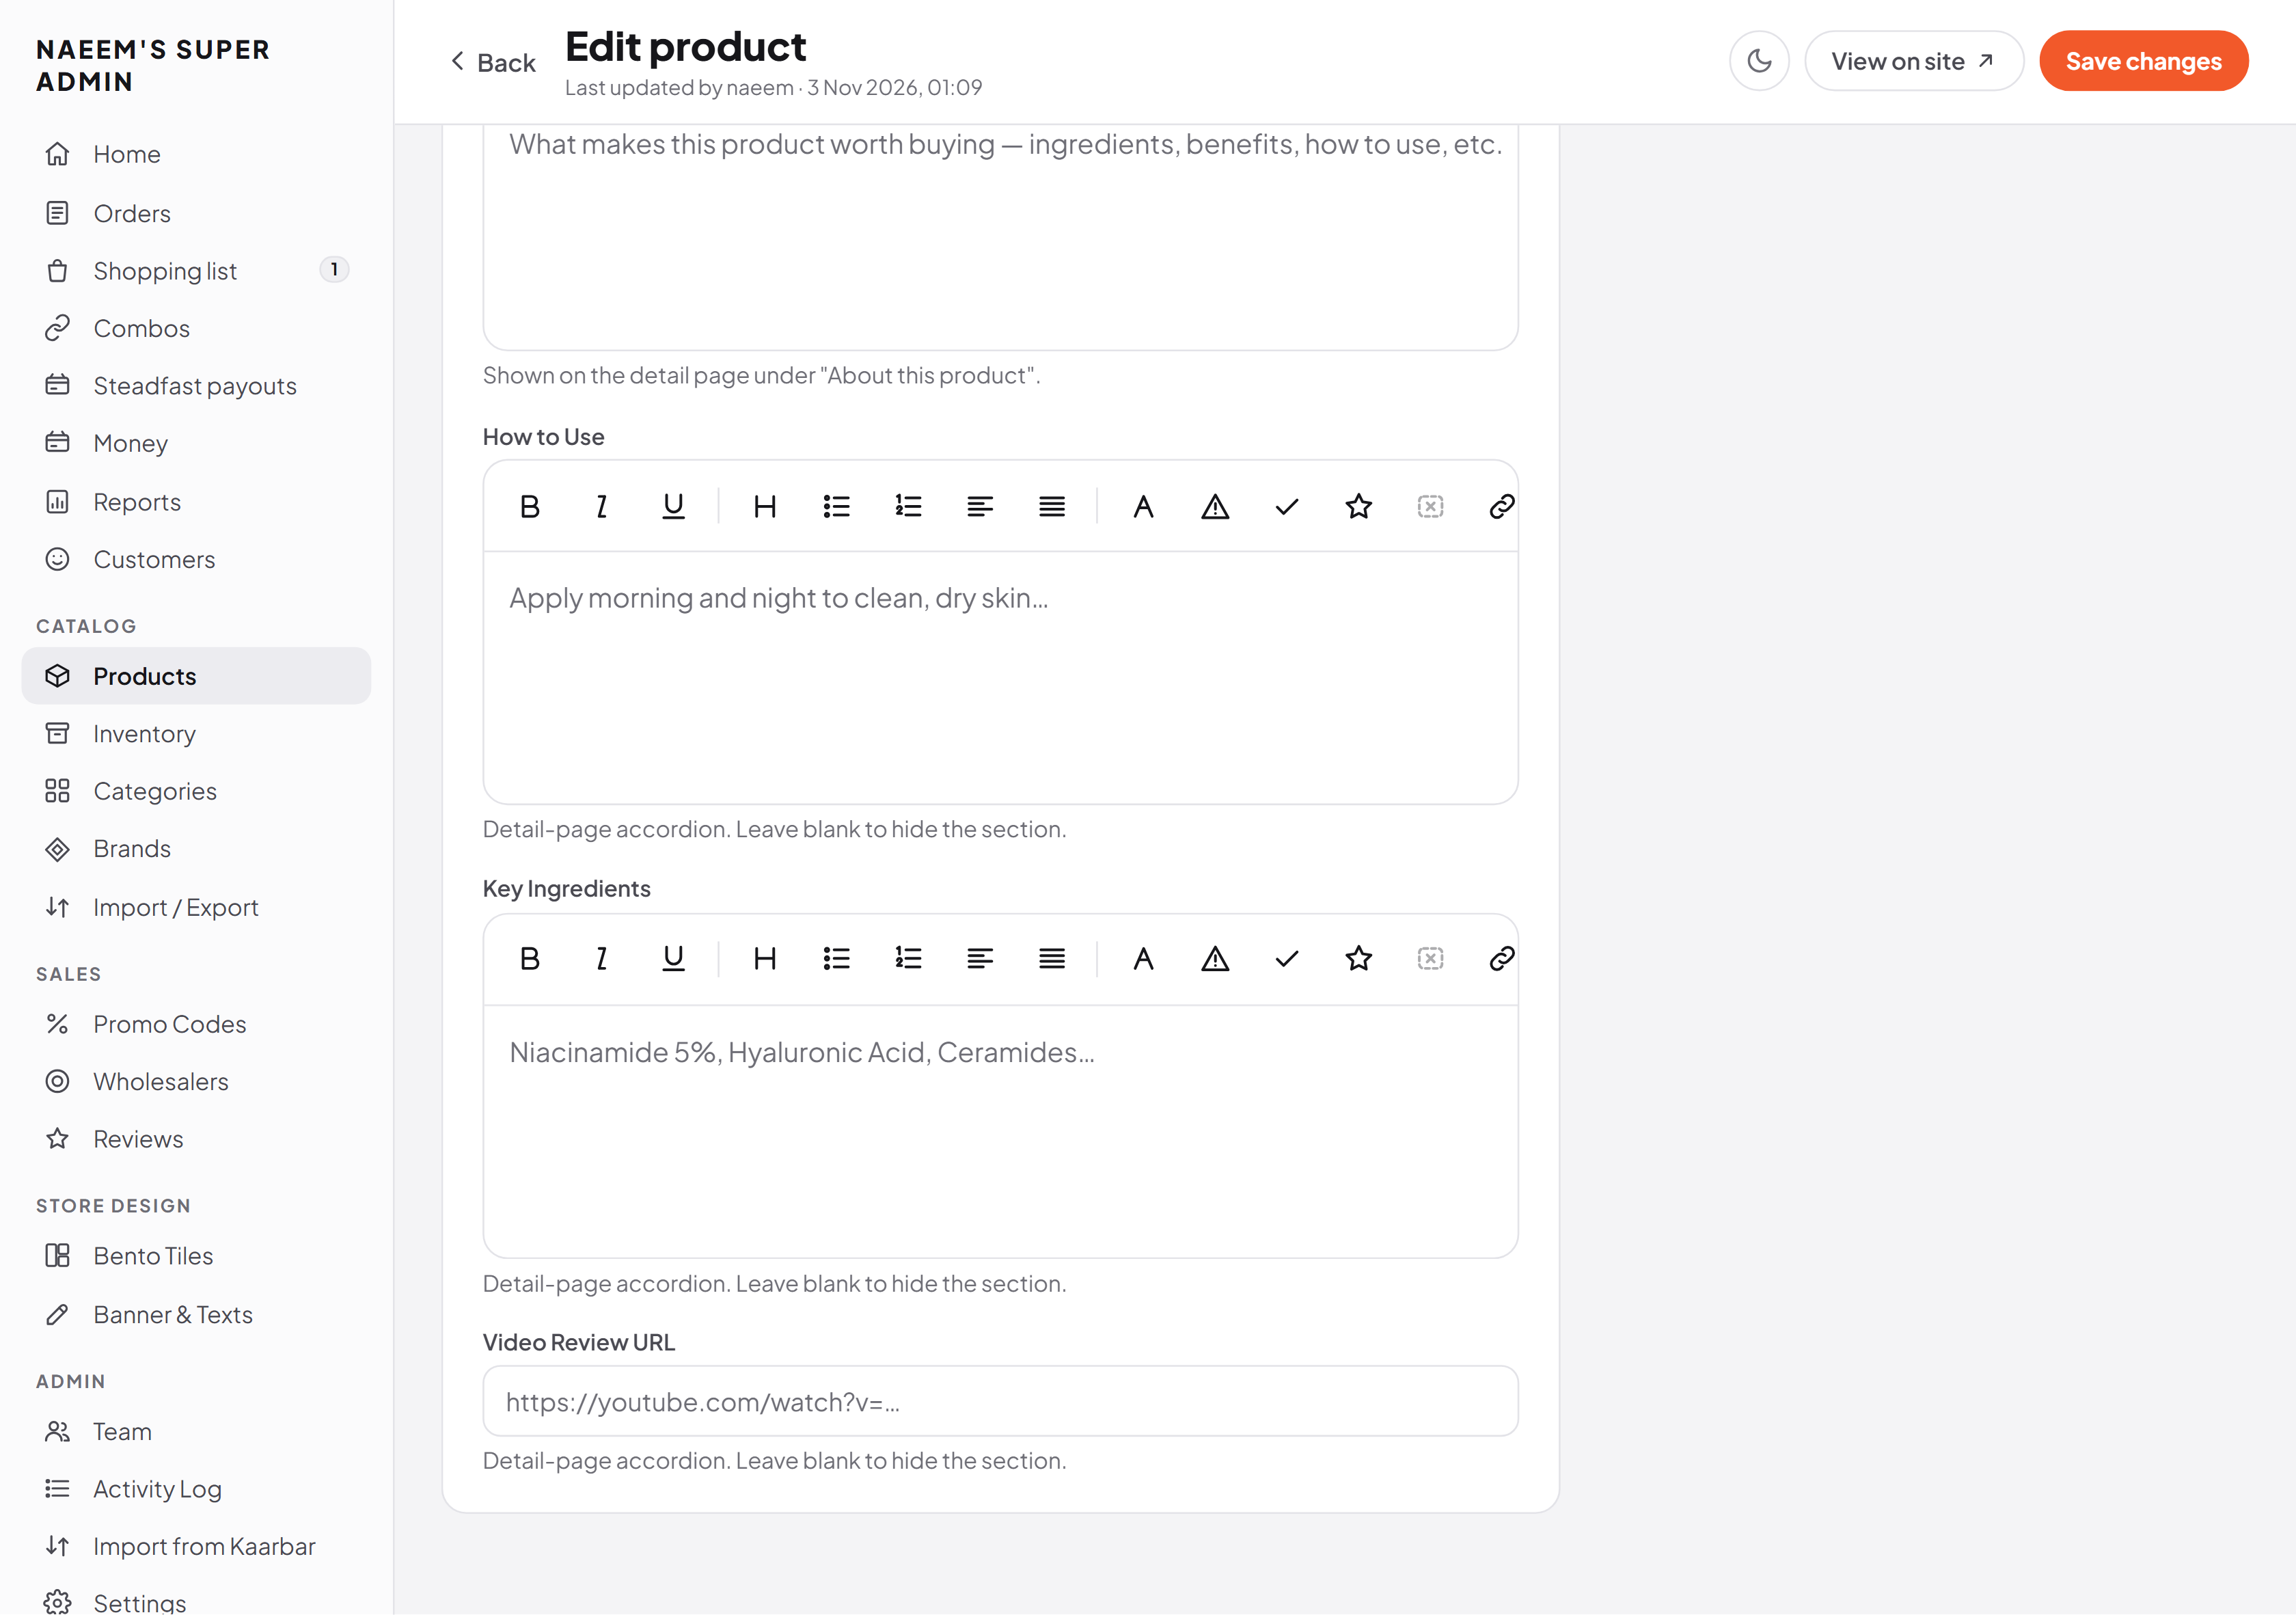 NAEEM'S SUPER
ADMIN
Home
Orders
Shopping list
1
Combos
Steadfast payouts
Money
Reports
Customers
CATALOG
Products
Inventory
Categories
Brands
Import / Export
SALES
Promo Codes
Wholesalers
Reviews
STORE DESIGN
Bento Tiles
Banner & Texts
ADMIN
Team
Activity Log
Import from Kaarbar
Settings
Back
Edit product
Last updated by naeem · 3 Nov 2026, 01:09
View on site
Save changes
What makes this product worth buying — ingredients, benefits, how to use, etc.
Shown on the detail page under "About this product".
How to Use
B I U H A
Apply morning and night to clean, dry skin…
Detail-page accordion. Leave blank to hide the section.
Key Ingredients
B I U H A
Niacinamide 5%, Hyaluronic Acid, Ceramides…
Detail-page accordion. Leave blank to hide the section.
Video Review URL
https://youtube.com/watch?v=…
Detail-page accordion. Leave blank to hide the section.